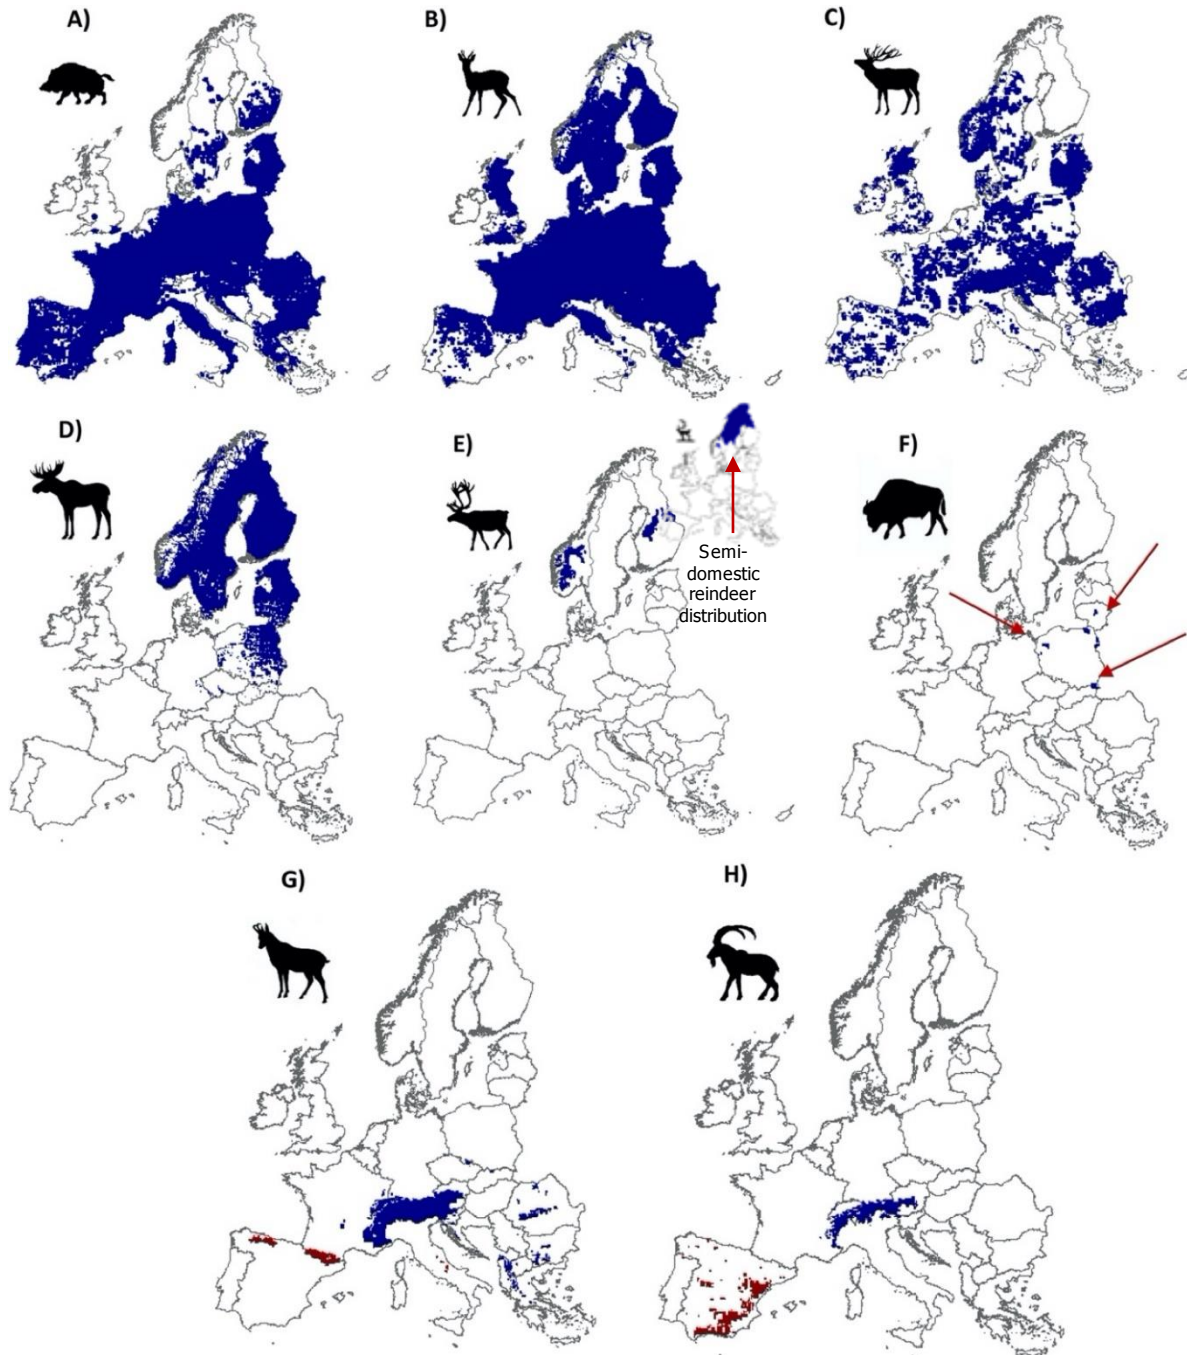 A)
B)
C)
D)
E)
F)
Semi-
domestic
reindeer
distribution
G)
H)